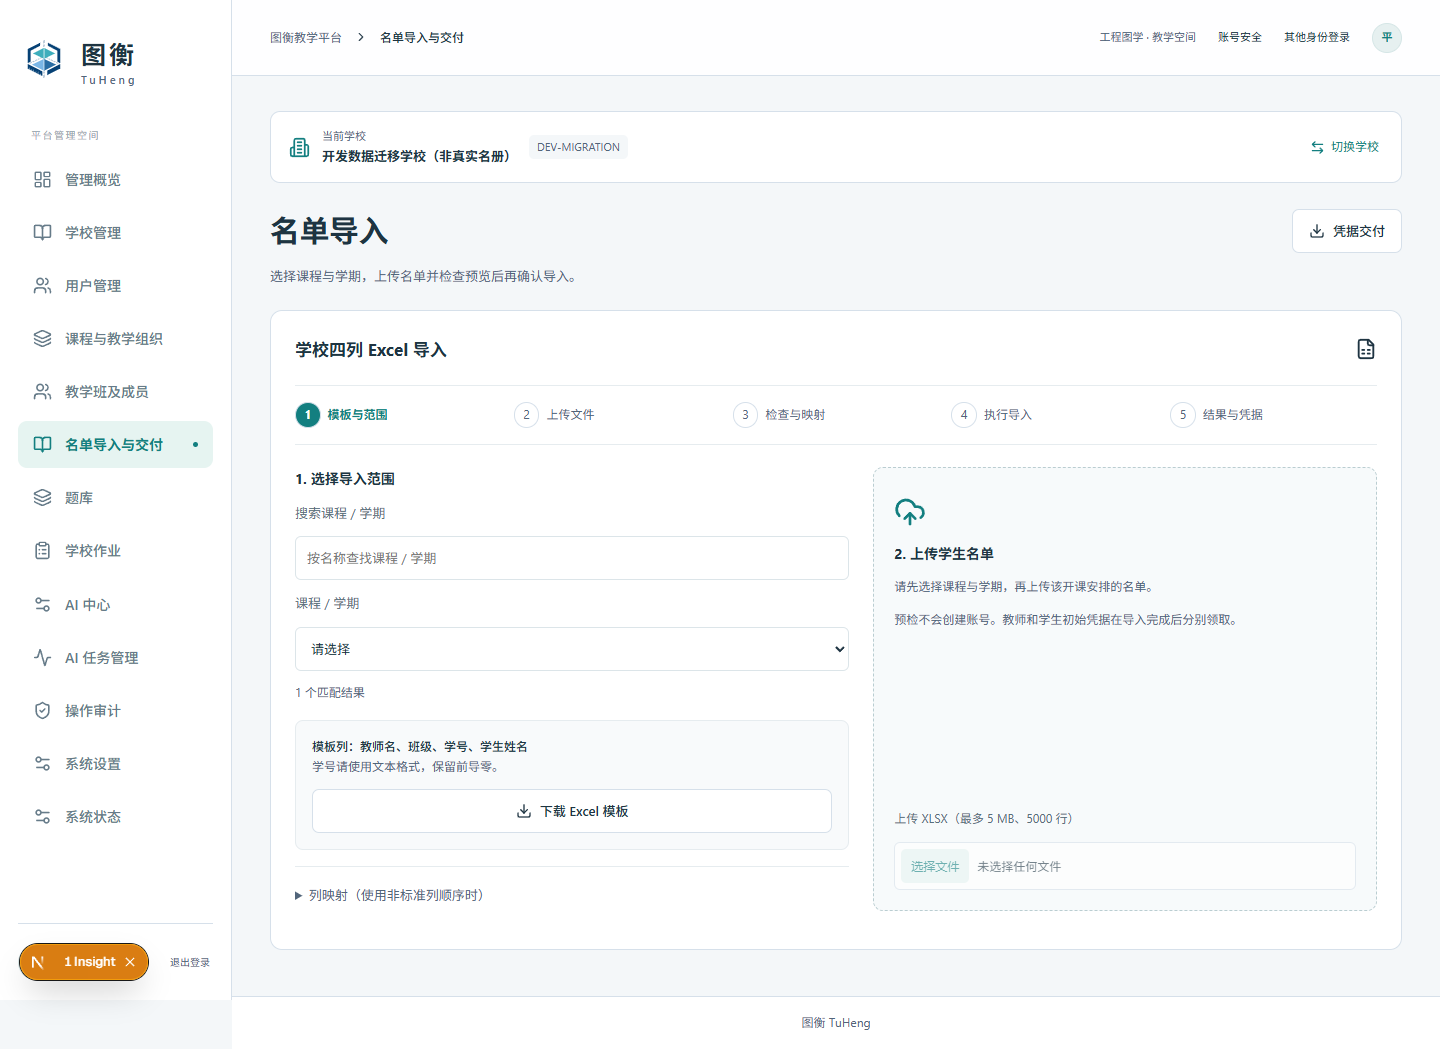 图衡
TuHeng
平台管理空间
管理概览
学校管理
用户管理
课程与教学组织
教学班及成员
名单导入与交付
题库
学校作业
AI 中心
AI 任务管理
操作审计
系统设置
系统状态
1 Insight
退出登录
图衡教学平台 > 名单导入与交付
工程图学 · 教学空间 账号安全 其他身份登录 平
当前学校
开发数据迁移学校（非真实名册） DEV-MIGRATION
切换学校
名单导入
凭据交付
选择课程与学期，上传名单并检查预览后再确认导入。
学校四列 Excel 导入
1 模板与范围 2 上传文件 3 检查与映射 4 执行导入 5 结果与凭据
1. 选择导入范围
搜索课程 / 学期
按名称查找课程 / 学期
课程 / 学期
请选择
1 个匹配结果
模板列：教师名、班级、学号、学生姓名
学号请使用文本格式，保留前导零。
下载 Excel 模板
列映射（使用非标准列顺序时）
2. 上传学生名单
请先选择课程与学期，再上传该开课安排的名单。
预检不会创建账号。教师和学生初始凭据在导入完成后分别领取。
上传 XLSX（最多 5 MB、5000 行）
选择文件 未选择任何文件
图衡 TuHeng